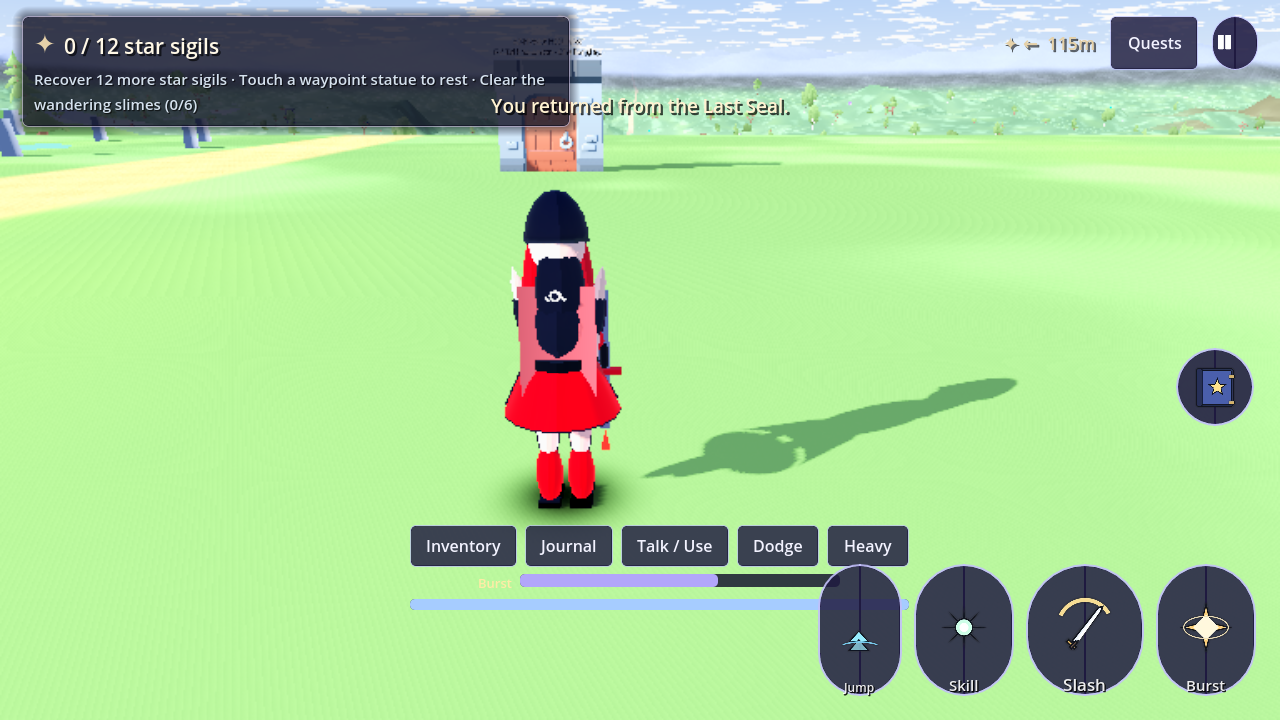 0 / 12 star sigils
Recover 12 more star sigils · Touch a waypoint statue to rest · Clear the
wandering slimes (0/6)
115m
Quests
You returned from the Last Seal.
Inventory
Journal
Talk / Use
Dodge
Heavy
Burst
Jump
Skill
Slash
Burst